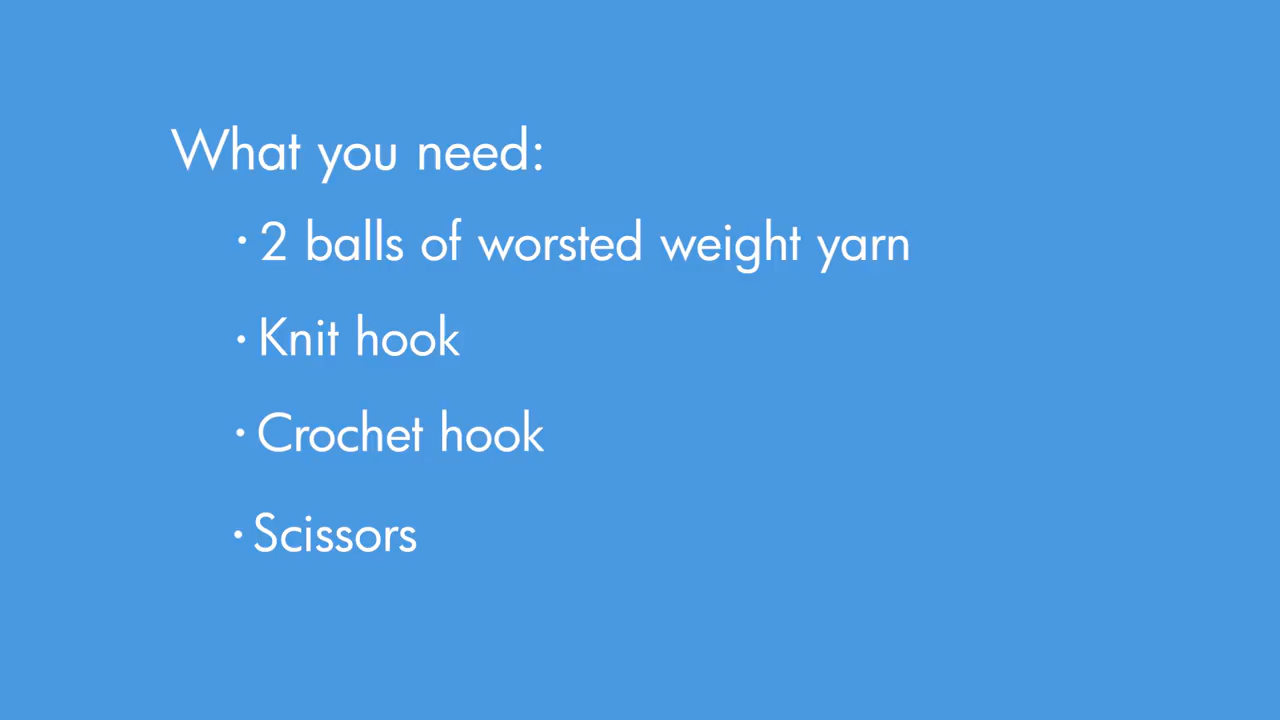 What you need:
· 2 balls of worsted weight yarn
· Knit hook
· Crochet hook
· Scissors